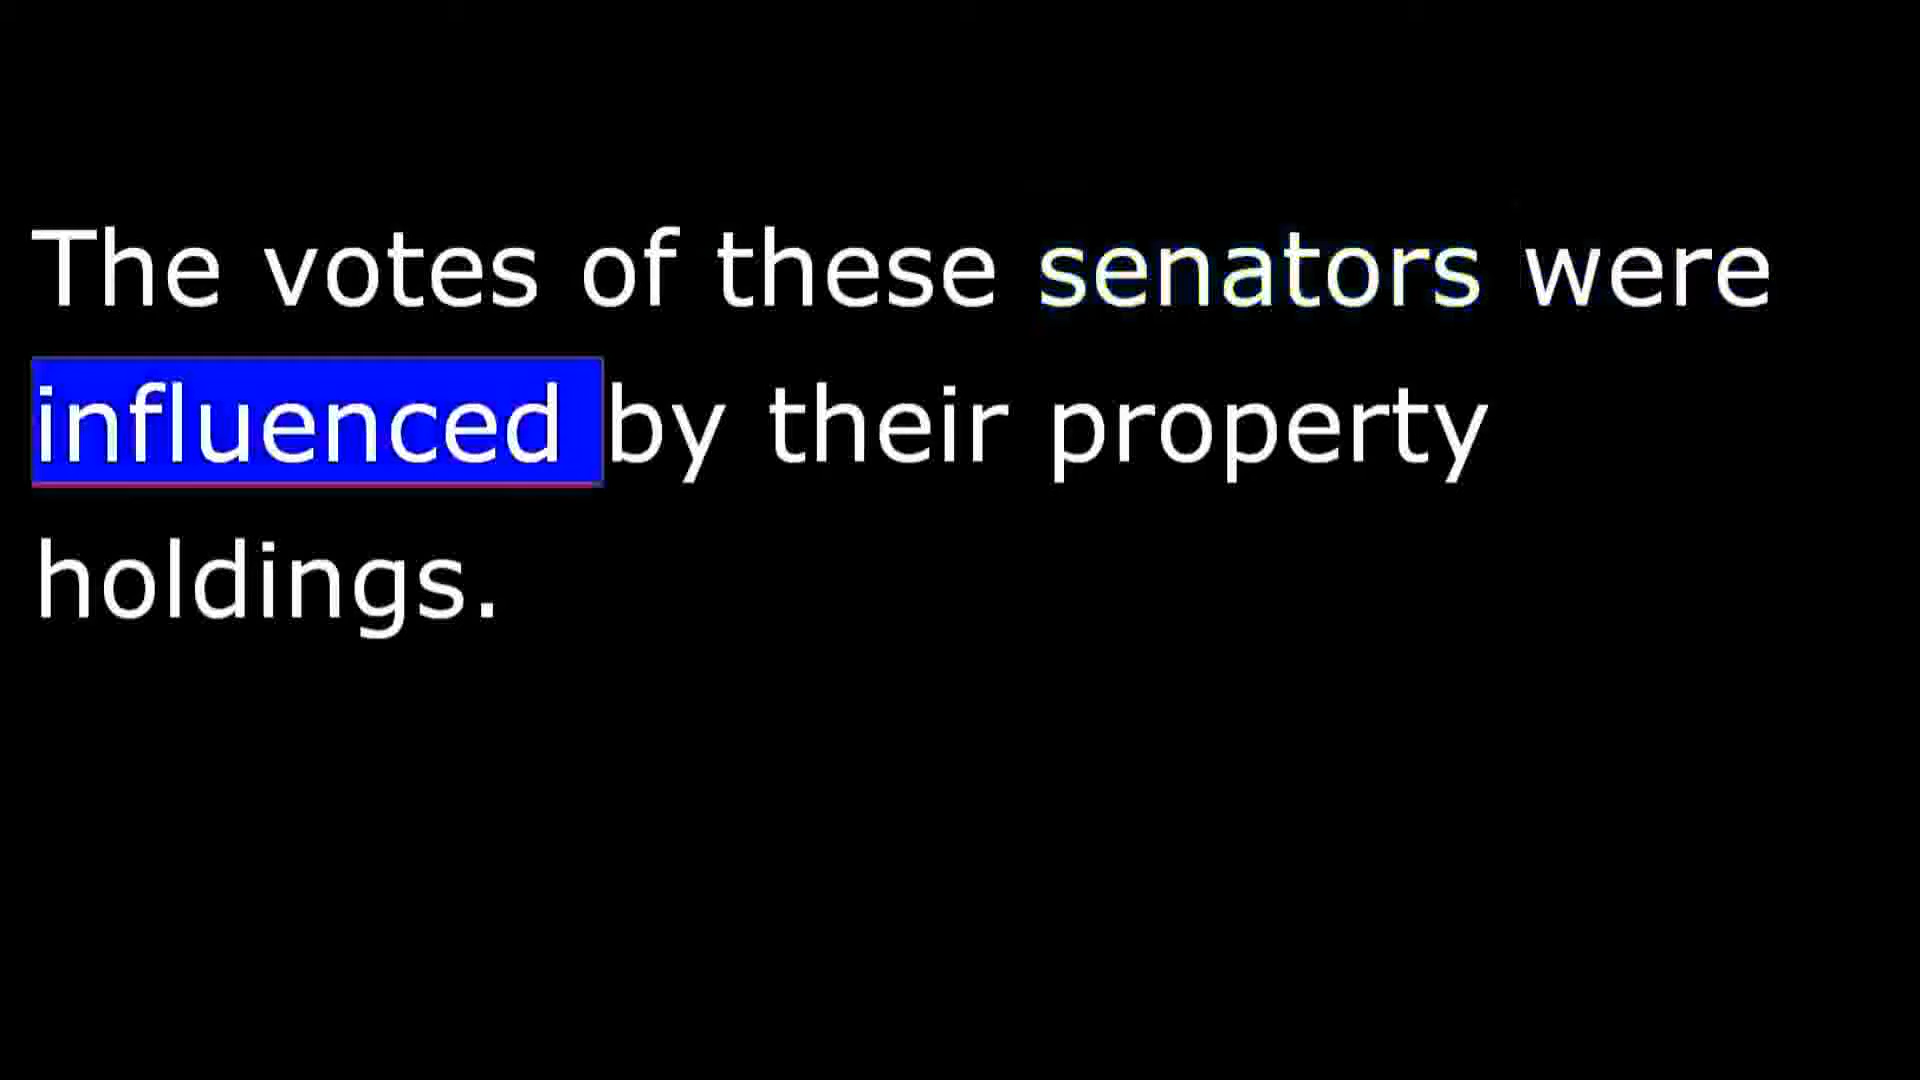 The votes of these senators were
influenced by their property
holdings.